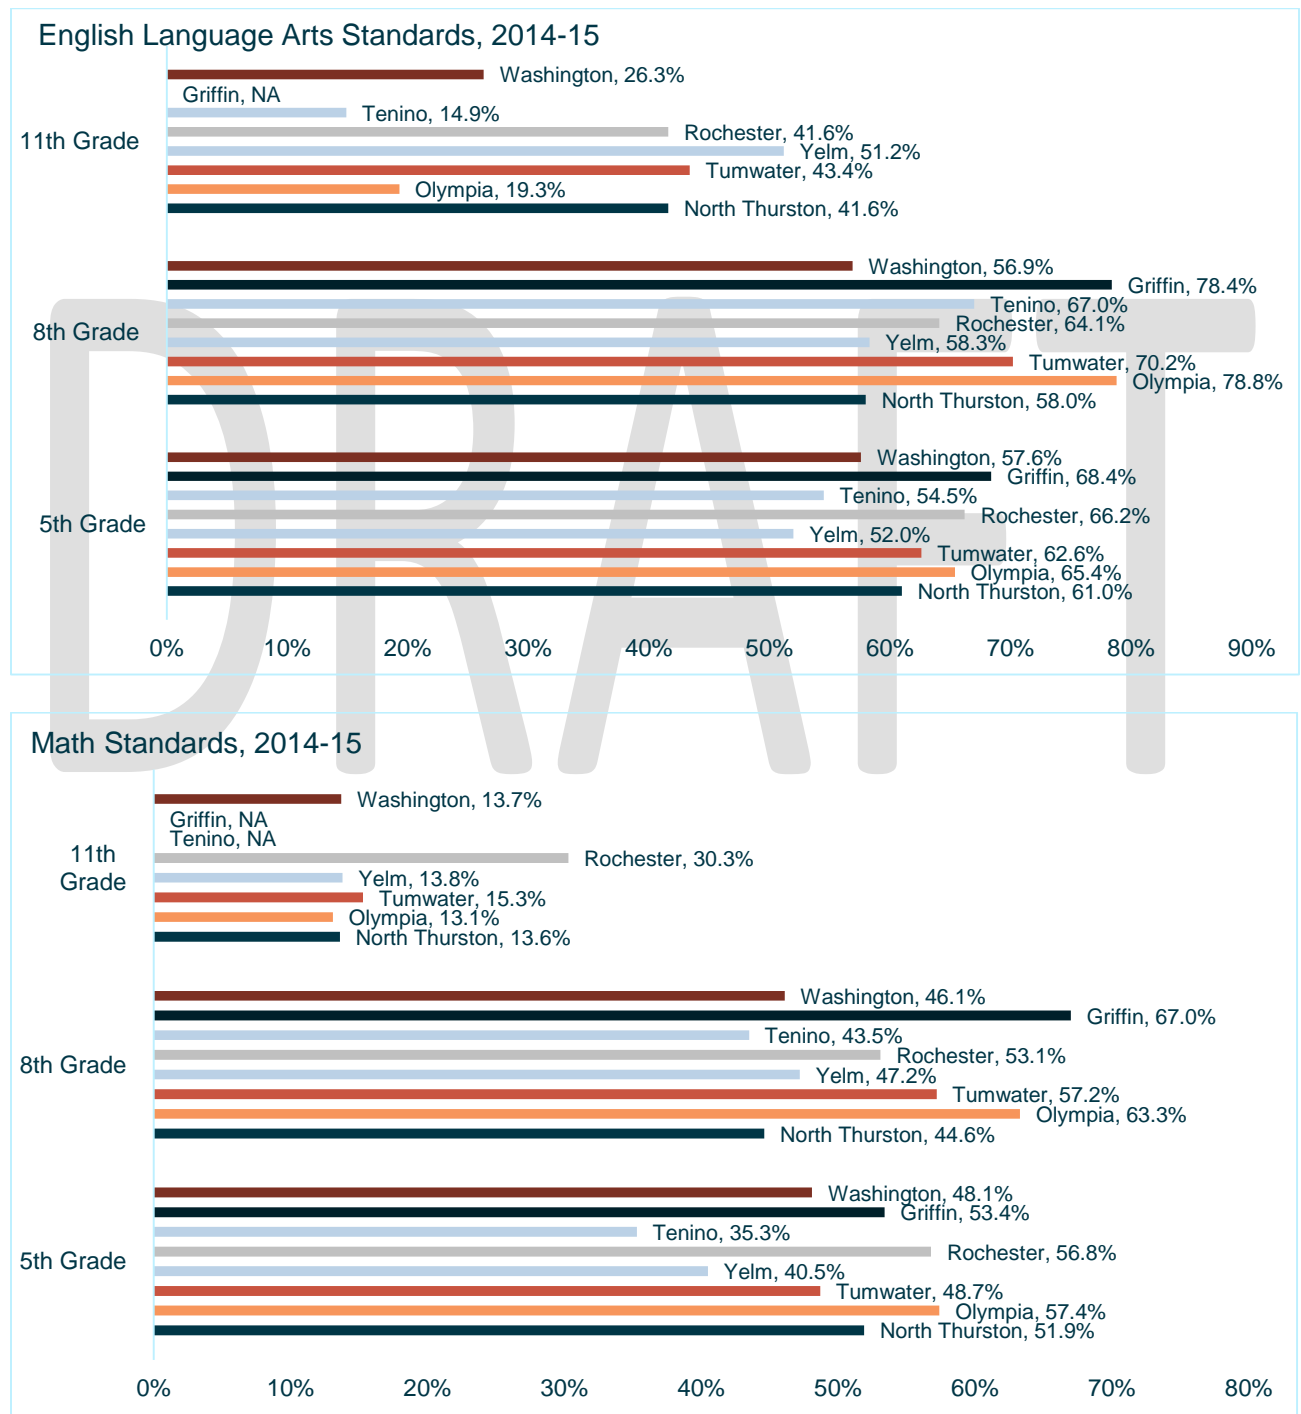 English Language Arts Standards, 2014-15
Washington, 26.3%
Griffin, NA
Tenino, 14.9%
11th Grade
Rochester, 41.6%
Yelm, 51.2%
Tumwater, 43.4%
Olympia, 19.3%
North Thurston, 41.6%
Washington, 56.9%
Griffin, 78.4%
Tenino, 67.0%
8th Grade
Rochester, 64.1%
Yelm, 58.3%
Tumwater, 70.2%
Olympia, 78.8%
North Thurston, 58.0%
Washington, 57.6%
Griffin, 68.4%
Tenino, 54.5%
5th Grade
Rochester, 66.2%
Yelm, 52.0%
Tumwater, 62.6%
Olympia, 65.4%
North Thurston, 61.0%
0% 10% 20% 30% 40% 50% 60% 70% 80% 90%
DRAFT
Math Standards, 2014-15
Washington, 13.7%
Griffin, NA
Tenino, NA
11th
Grade
Rochester, 30.3%
Yelm, 13.8%
Tumwater, 15.3%
Olympia, 13.1%
North Thurston, 13.6%
Washington, 46.1%
Griffin, 67.0%
Tenino, 43.5%
8th Grade
Rochester, 53.1%
Yelm, 47.2%
Tumwater, 57.2%
Olympia, 63.3%
North Thurston, 44.6%
Washington, 48.1%
Griffin, 53.4%
Tenino, 35.3%
5th Grade
Rochester, 56.8%
Yelm, 40.5%
Tumwater, 48.7%
Olympia, 57.4%
North Thurston, 51.9%
0% 10% 20% 30% 40% 50% 60% 70% 80%